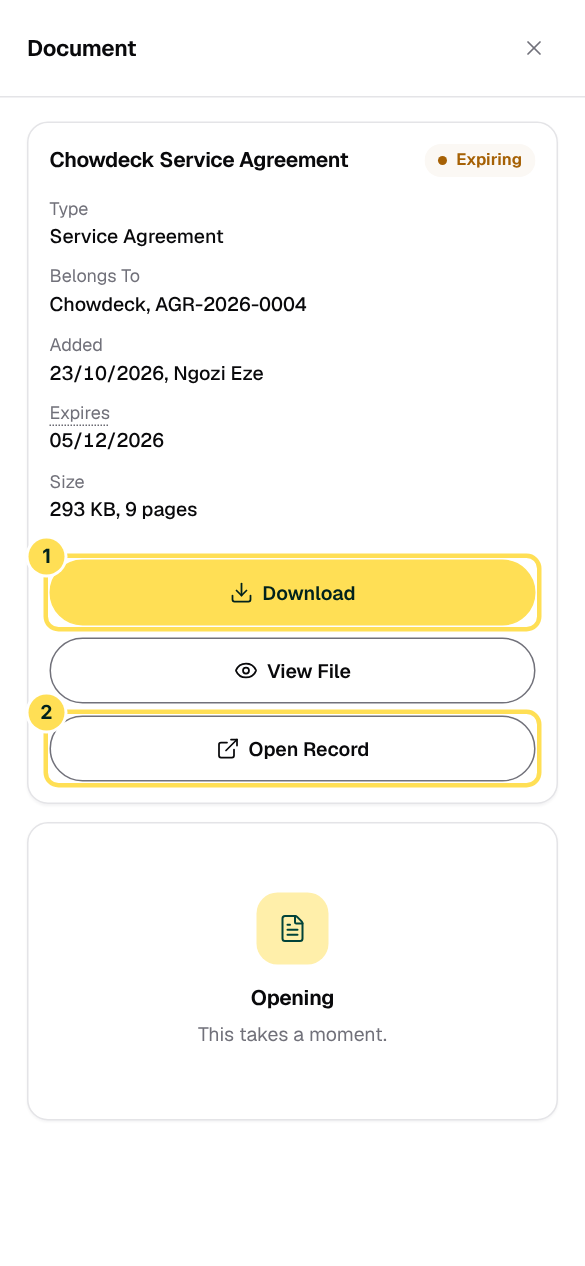 Document
Chowdeck Service Agreement
Expiring
Type
Service Agreement
Belongs To
Chowdeck, AGR-2026-0004
Added
23/10/2026, Ngozi Eze
Expires
05/12/2026
Size
293 KB, 9 pages
1
Download
View File
2
Open Record
Opening
This takes a moment.